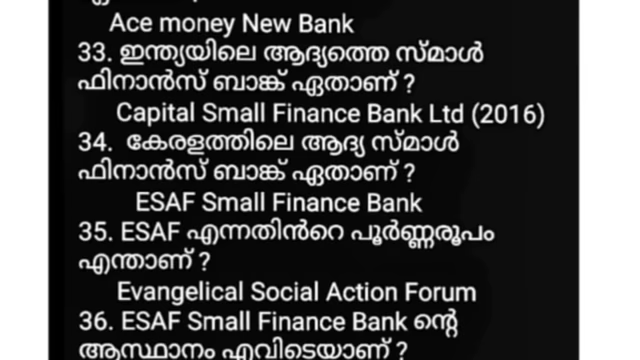 Ace money New Bank
33. ഇന്ത്യയിലെ ആദ്യത്തെ സ്മാൾ
ഫിനാൻസ് ബാങ്ക് ഏതാണ് ?
Capital Small Finance Bank Ltd (2016)
34. കേരളത്തിലെ ആദ്യ സ്മാൾ
ഫിനാൻസ് ബാങ്ക് ഏതാണ് ?
ESAF Small Finance Bank
35. ESAF എന്നതിൻറെ പൂർണ്ണരൂപം
എന്താണ് ?
Evangelical Social Action Forum
36. ESAF Small Finance Bank ന്റെ
ആസ്ഥാനം എവിടെയാണ് ?